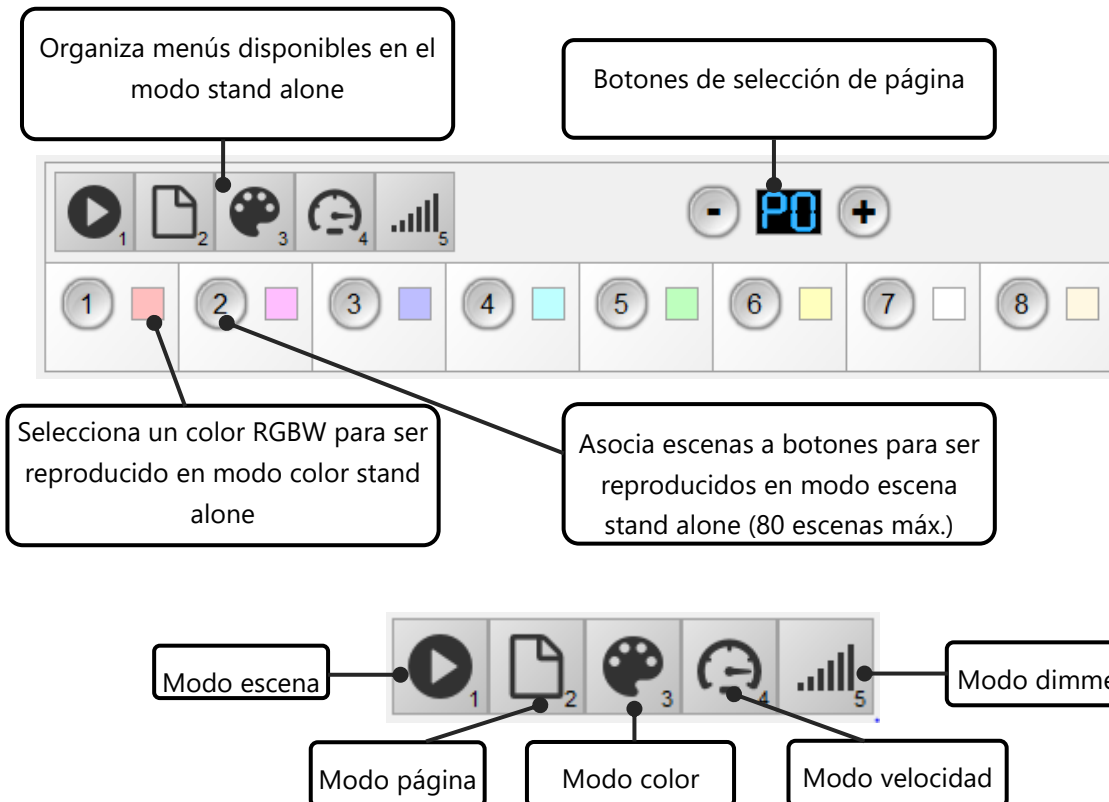 Organiza menús disponibles en el
modo stand alone
Botones de selección de página
1 2 3 4 5
- P0 +
1 2 3 4 5 6 7 8
Selecciona un color RGBW para ser
reproducido en modo color stand
alone
Asocia escenas a botones para ser
reproducidos en modo escena
stand alone (80 escenas máx.)
1 2 3 4 5
Modo escena
Modo dimme
Modo página
Modo color
Modo velocidad